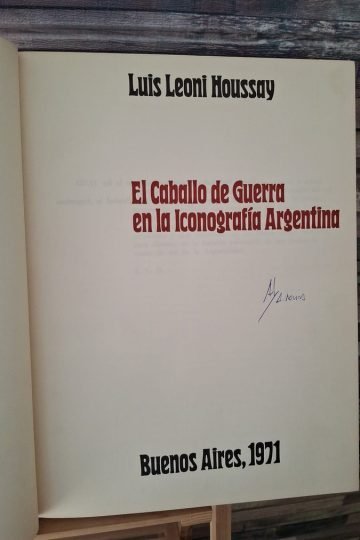 Luis Leoni Houssay
El Caballo de Guerra
en la Iconografía Argentina
Buenos Aires, 1971